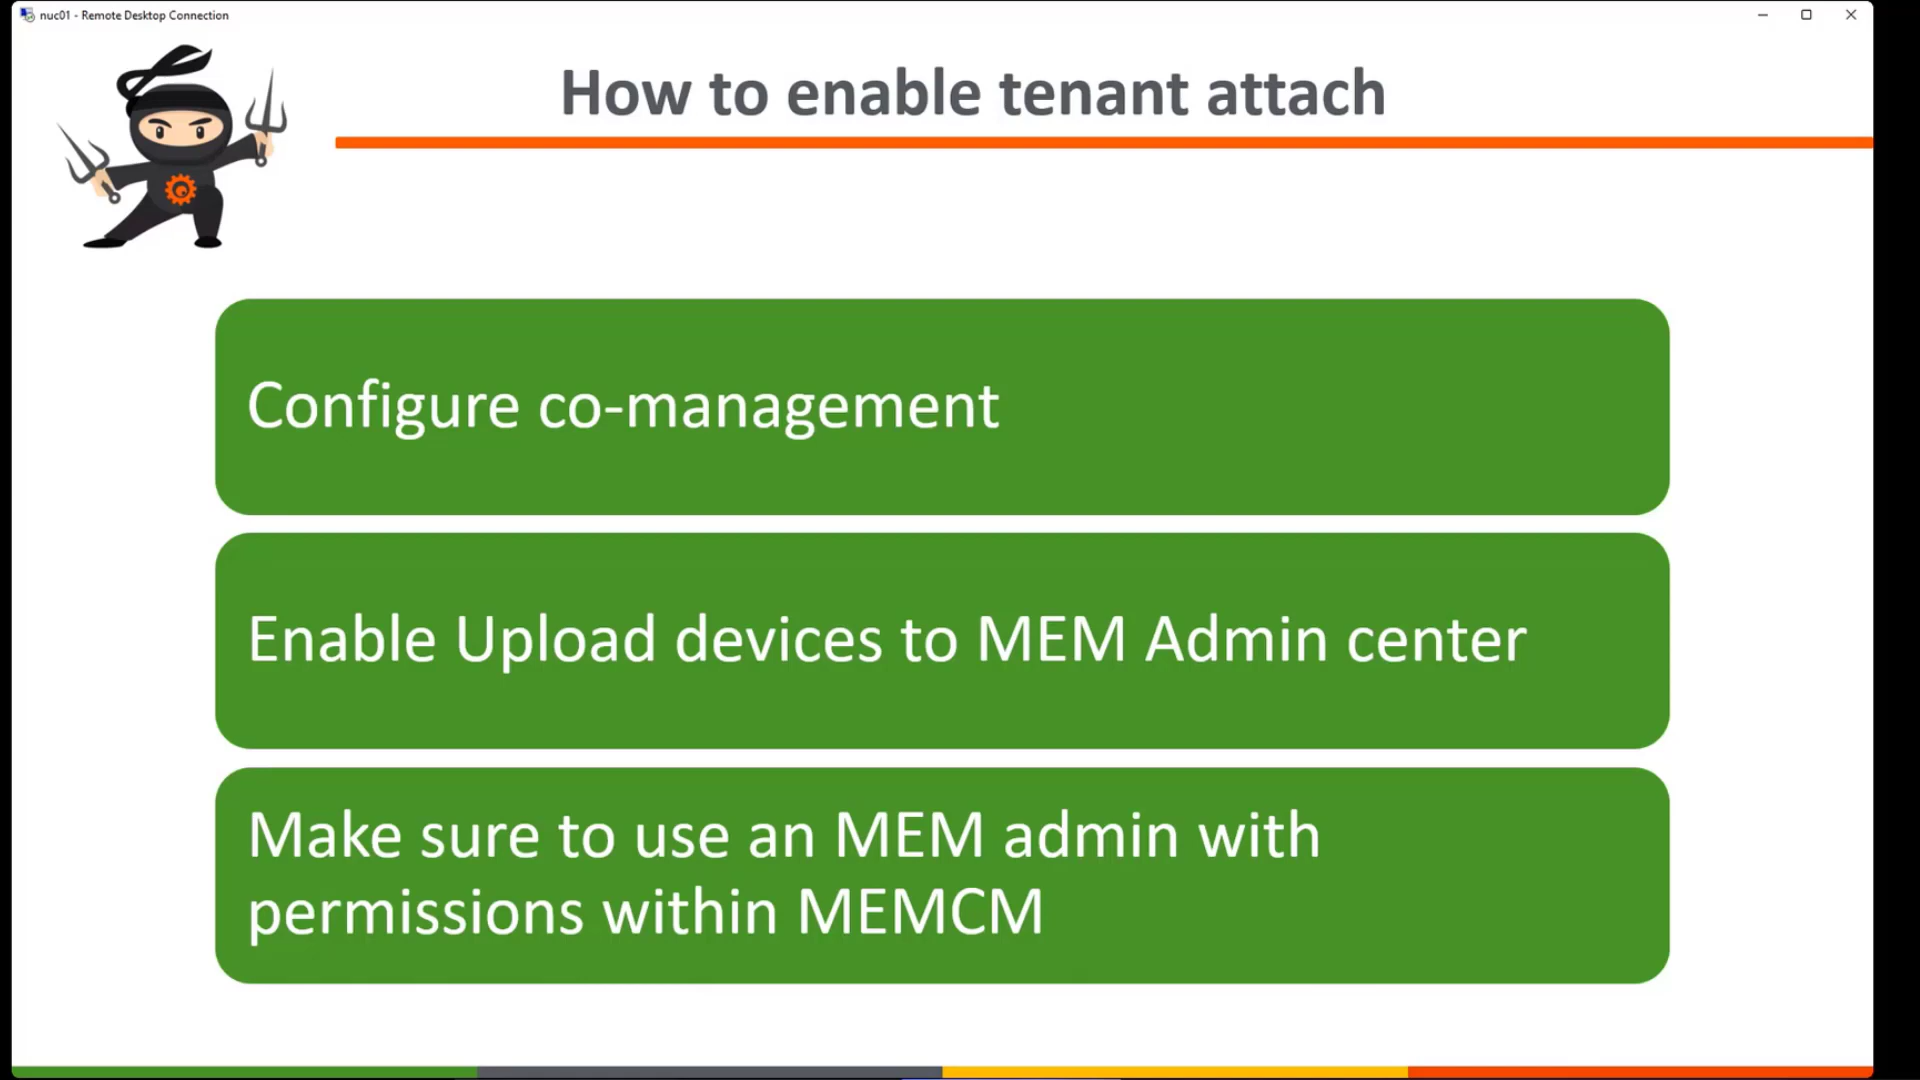 nuc01 - Remote Desktop Connection
How to enable tenant attach
Configure co-management
Enable Upload devices to MEM Admin center
Make sure to use an MEM admin with
permissions within MEMCM